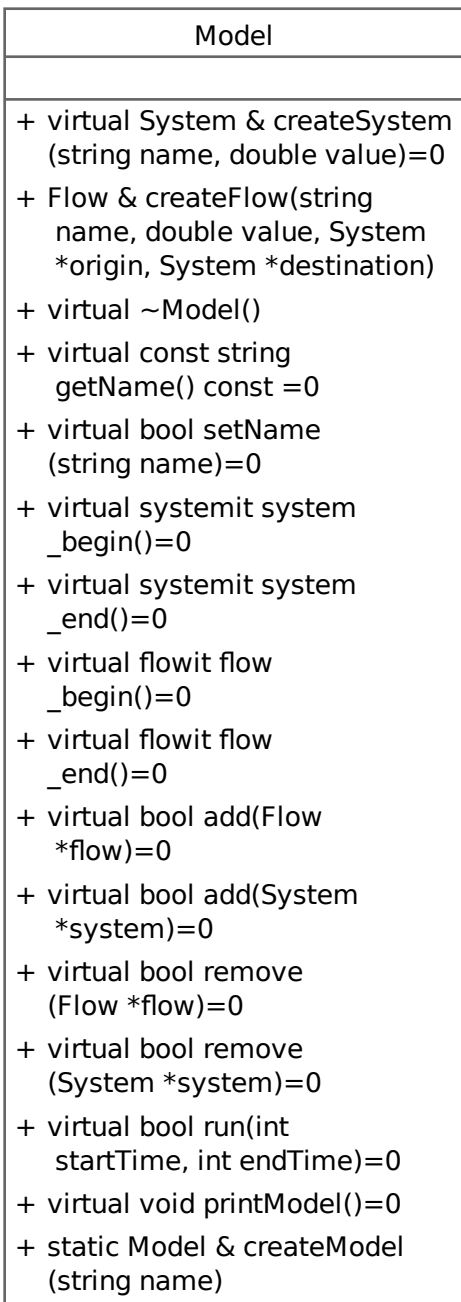 Model
+ virtual System & createSystem
(string name, double value)=0
+ Flow & createFlow(string
name, double value, System
*origin, System *destination)
+ virtual ~Model()
+ virtual const string
getName() const =0
+ virtual bool setName
(string name)=0
+ virtual systemit system
_begin()=0
+ virtual systemit system
_end()=0
+ virtual flowit flow
_begin()=0
+ virtual flowit flow
_end()=0
+ virtual bool add(Flow
*flow)=0
+ virtual bool add(System
*system)=0
+ virtual bool remove
(Flow *flow)=0
+ virtual bool remove
(System *system)=0
+ virtual bool run(int
startTime, int endTime)=0
+ virtual void printModel()=0
+ static Model & createModel
(string name)